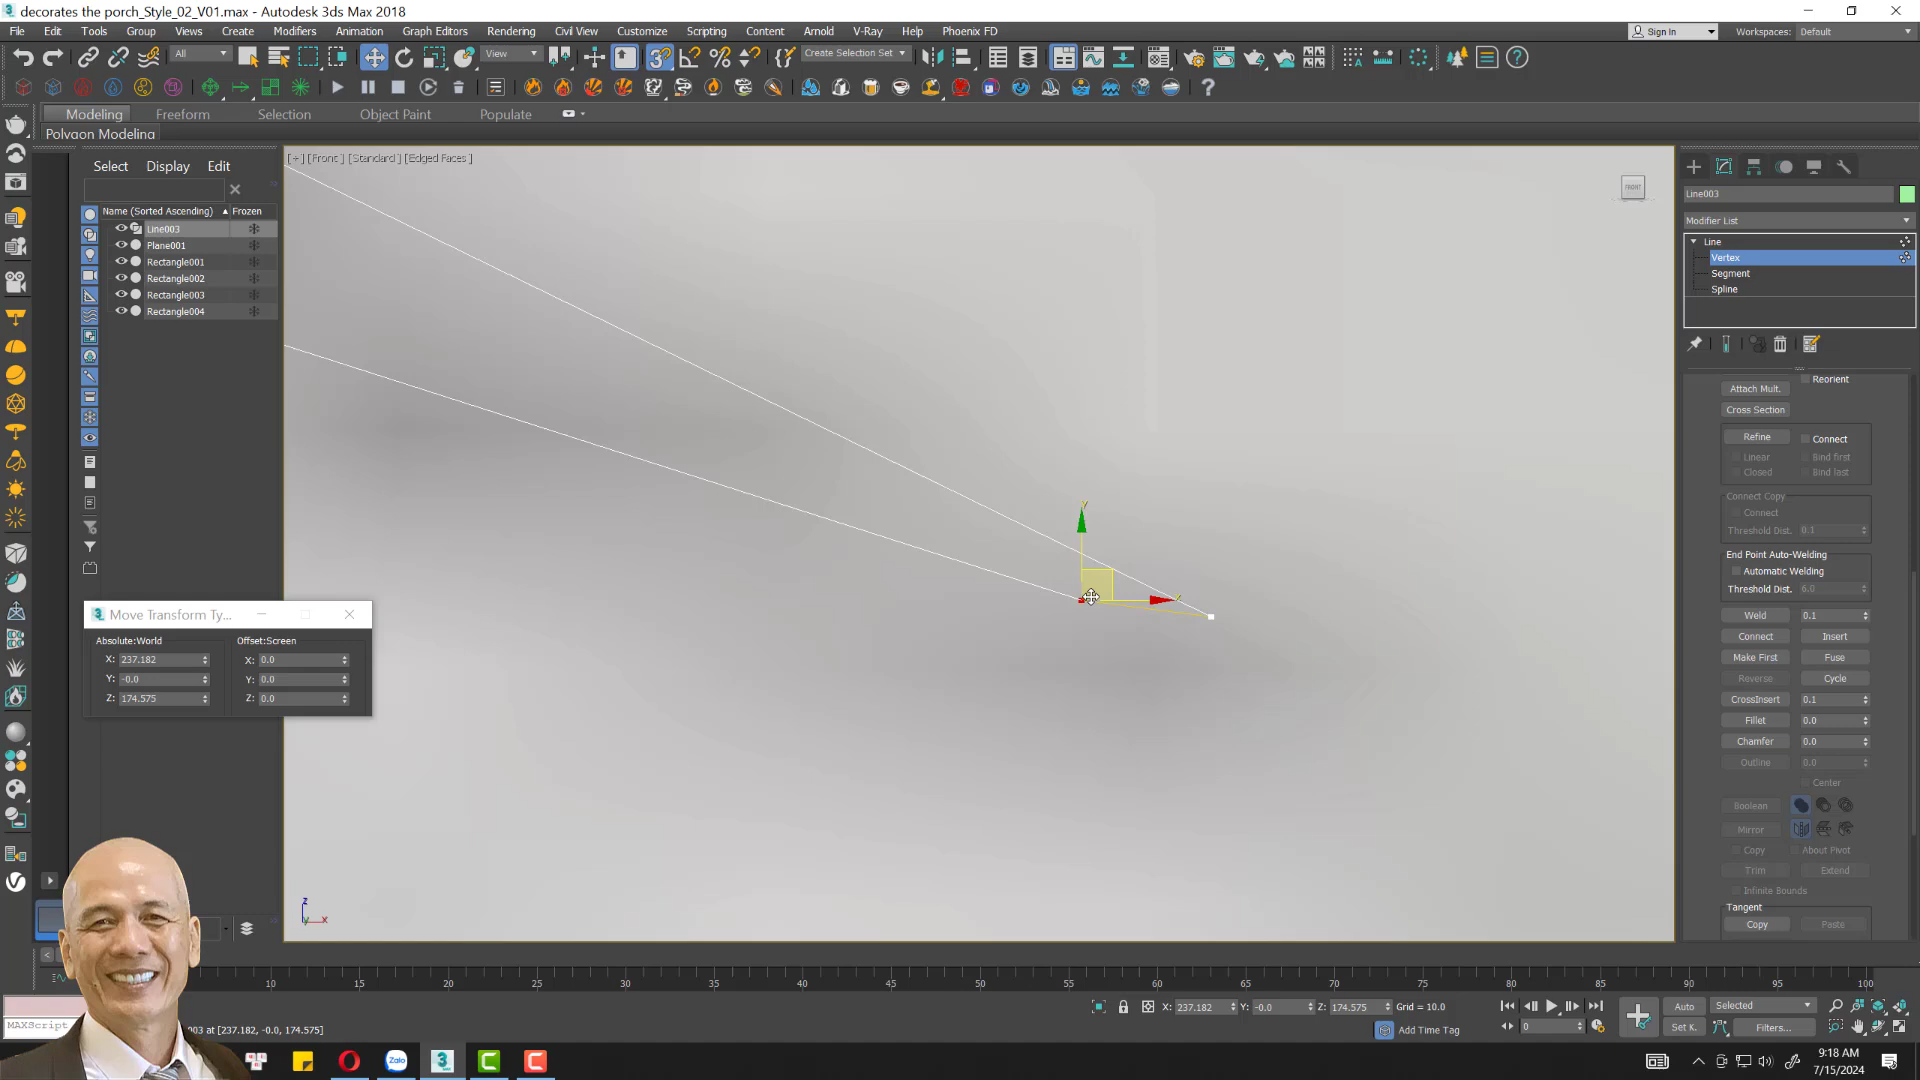 decorates the porch_Style_02_V01.max - Autodesk 3ds Max 2018
File Edit Tools Group Views Create Modifiers Animation Graph Editors Rendering Civil View Customize Scripting Content Arnold V-Ray Help Phoenix FD
Sign In Workspaces: Default
All View Create Selection Set
Modeling Freeform Selection Object Paint Populate
Polygon Modeling
Select Display Edit
[+] [Front] [Standard] [Edged Faces]
FRONT
Name (Sorted Ascending) Frozen
Line003
Plane001
Rectangle001
Rectangle002
Rectangle003
Rectangle004
Line003
Modifier List
Line
Vertex
Segment
Spline
Reorient
Attach Mult.
Cross Section
Refine Connect
Linear Bind first
Closed Bind last
Connect Copy
Connect
Threshold Dist. 0.1
End Point Auto-Welding
Automatic Welding
Threshold Dist. 6.0
Weld 0.1
Connect Insert
Make First Fuse
Reverse Cycle
CrossInsert 0.1
Fillet 0.0
Chamfer 0.0
Outline 0.0
Center
Boolean
Mirror
Copy About Pivot
Trim Extend
Infinite Bounds
Tangent
Copy Paste
Move Transform Ty...
Absolute:World Offset:Screen
X: 237.182 X: 0.0
Y: -0.0 Y: 0.0
Z: 174.575 Z: 0.0
Y
z
x
10 15 20 25 30 35 40 45 50 55 60 65 70 75 80 85 90 95 100
X: 237.182 Y: -0.0 Z: 174.575 Grid = 10.0
Auto Selected
MAXScript
003 at [237.182, -0.0, 174.575]
Add Time Tag
0
Set K. Filters...
Zalo
3
9:18 AM
7/15/2024